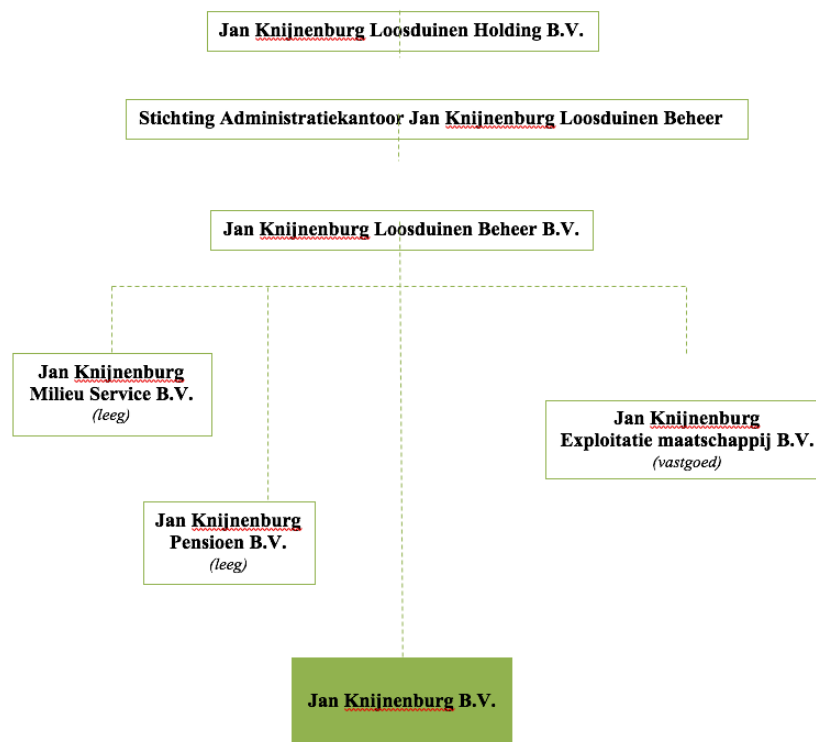 Jan Knijnenburg Loosduinen Holding B.V.
Stichting Administratiekantoor Jan Knijnenburg Loosduinen Beheer
Jan Knijnenburg Loosduinen Beheer B.V.
Jan Knijnenburg
Milieu Service B.V.
(leeg)
Jan Knijnenburg
Exploitatie maatschappij B.V.
(vastgoed)
Jan Knijnenburg
Pensioen B.V.
(leeg)
Jan Knijnenburg B.V.